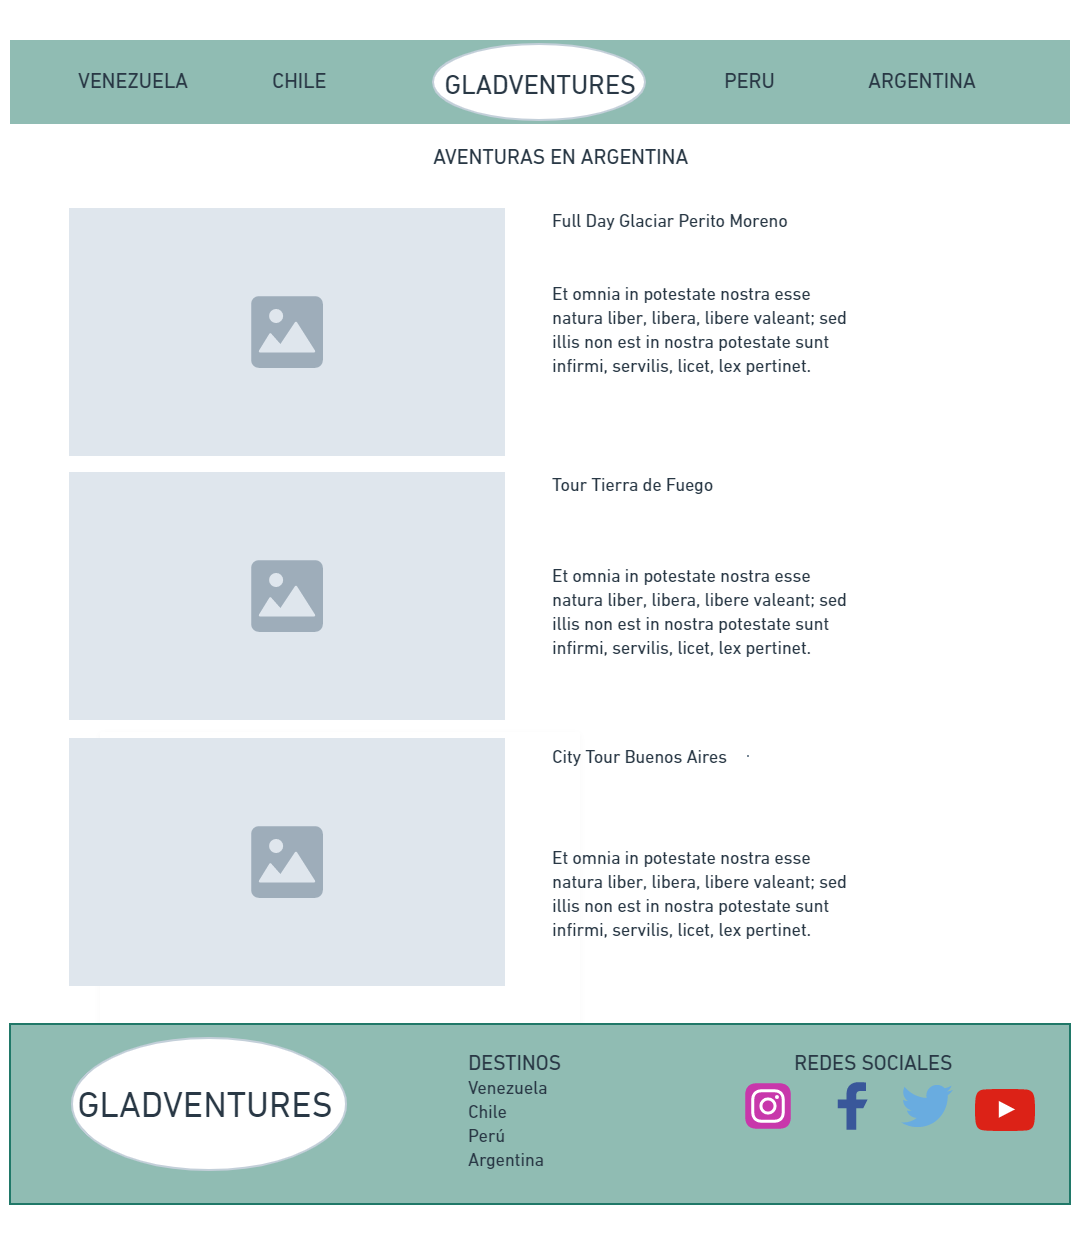 VENEZUELA CHILE GLADVENTURES PERU ARGENTINA
AVENTURAS EN ARGENTINA
Full Day Glaciar Perito Moreno
Et omnia in potestate nostra esse
natura liber, libera, libere valeant; sed
illis non est in nostra potestate sunt
infirmi, servilis, licet, lex pertinet.
Tour Tierra de Fuego
Et omnia in potestate nostra esse
natura liber, libera, libere valeant; sed
illis non est in nostra potestate sunt
infirmi, servilis, licet, lex pertinet.
City Tour Buenos Aires
Et omnia in potestate nostra esse
natura liber, libera, libere valeant; sed
illis non est in nostra potestate sunt
infirmi, servilis, licet, lex pertinet.
GLADVENTURES
DESTINOS
Venezuela
Chile
Perú
Argentina
REDES SOCIALES